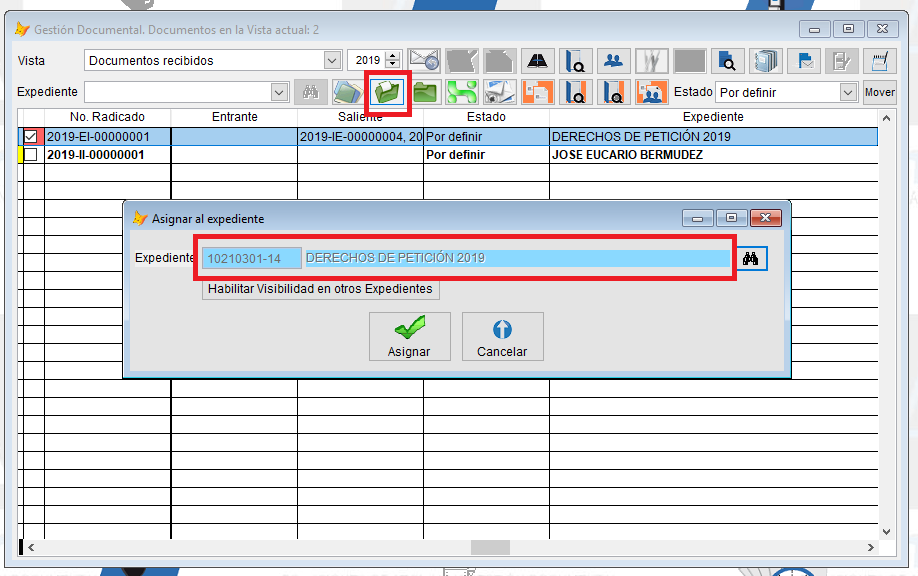 Gestión Documental. Documentos en la Vista actual: 2
Vista Documentos recibidos 2019
Expediente Estado Por definir Mover
No. Radicado Entrante Saliente Estado Expediente
2019-EI-00000001 2019-IE-00000004, 20 Por definir DERECHOS DE PETICIÓN 2019
2019-II-00000001 Por definir JOSE EUCARIO BERMUDEZ
Asignar al expediente
Expediente 10210301-14 DERECHOS DE PETICIÓN 2019
Habilitar Visibilidad en otros Expedientes
Asignar Cancelar